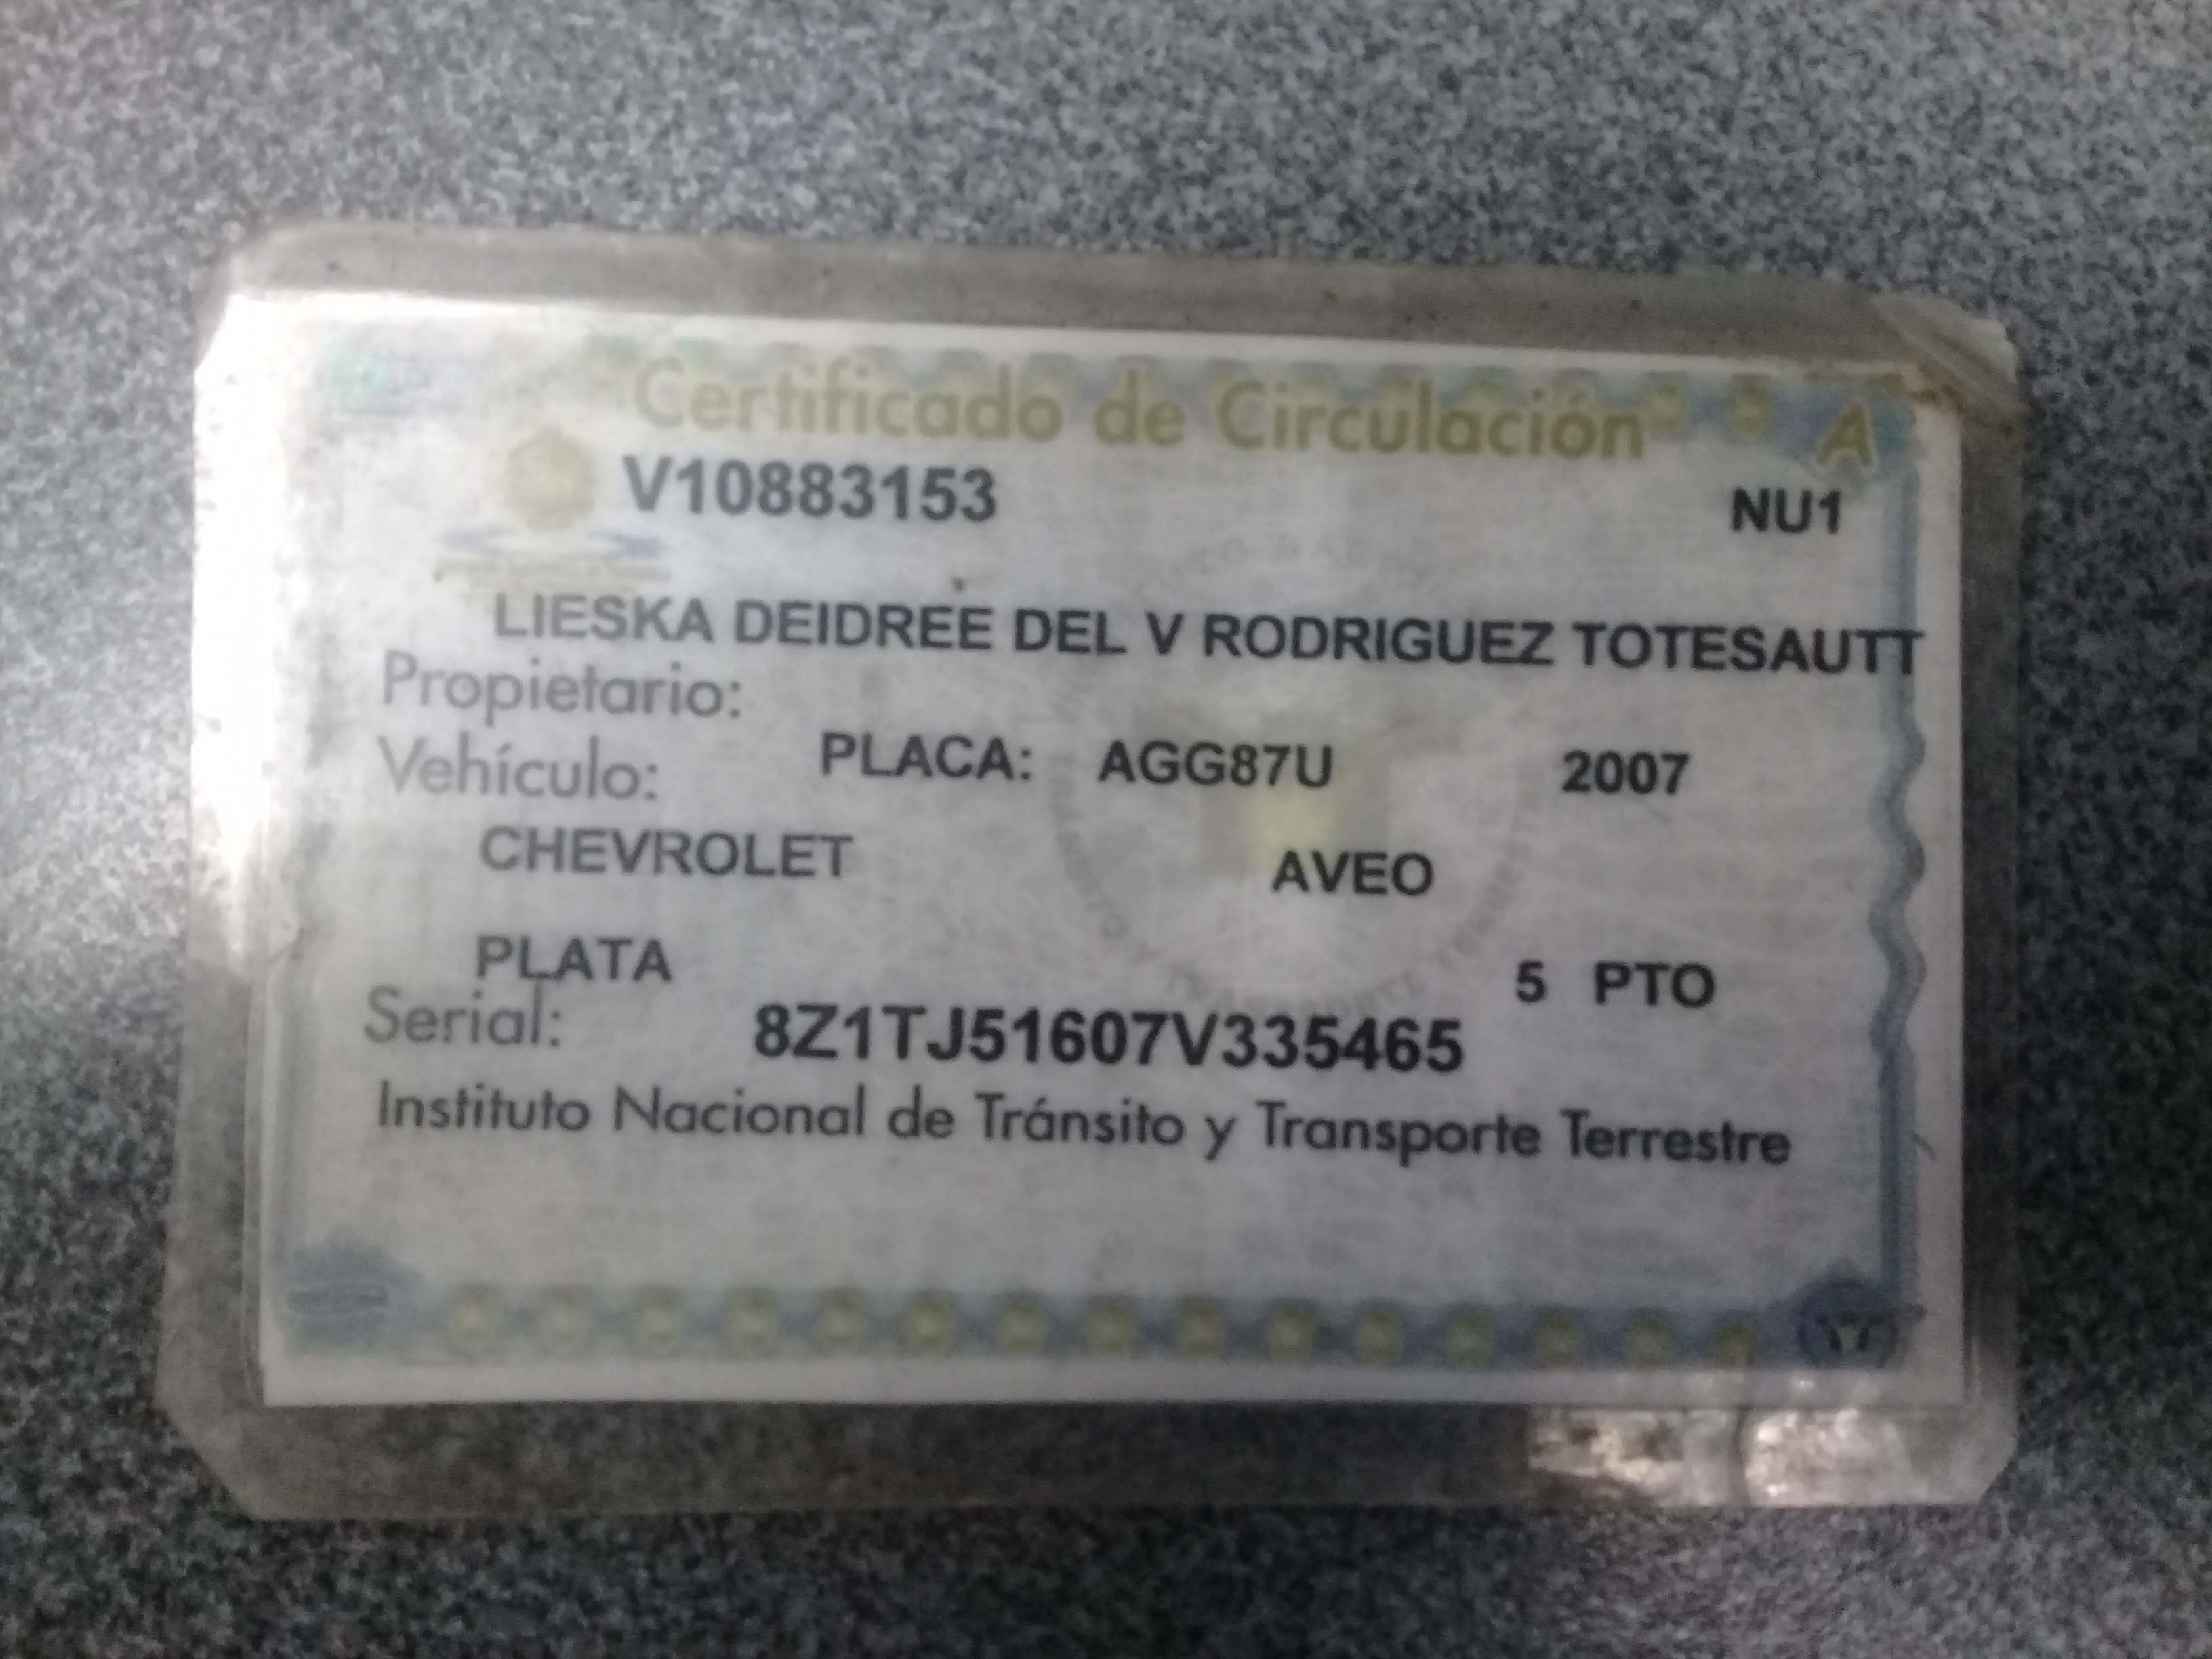 Certificado de Circulación A
V10883153 NU1
LIESKA DEIDREE DEL V RODRIGUEZ TOTESAUTT
Propietario:
Vehículo: PLACA: AGG87U 2007
CHEVROLET AVEO
PLATA 5 PTO
Serial: 8Z1TJ51607V335465
Instituto Nacional de Tránsito y Transporte Terrestre